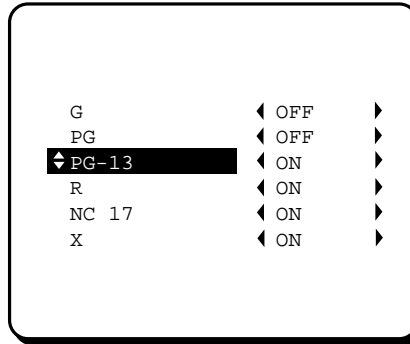 G OFF
PG OFF
PG-13 ON
R ON
NC 17 ON
X ON